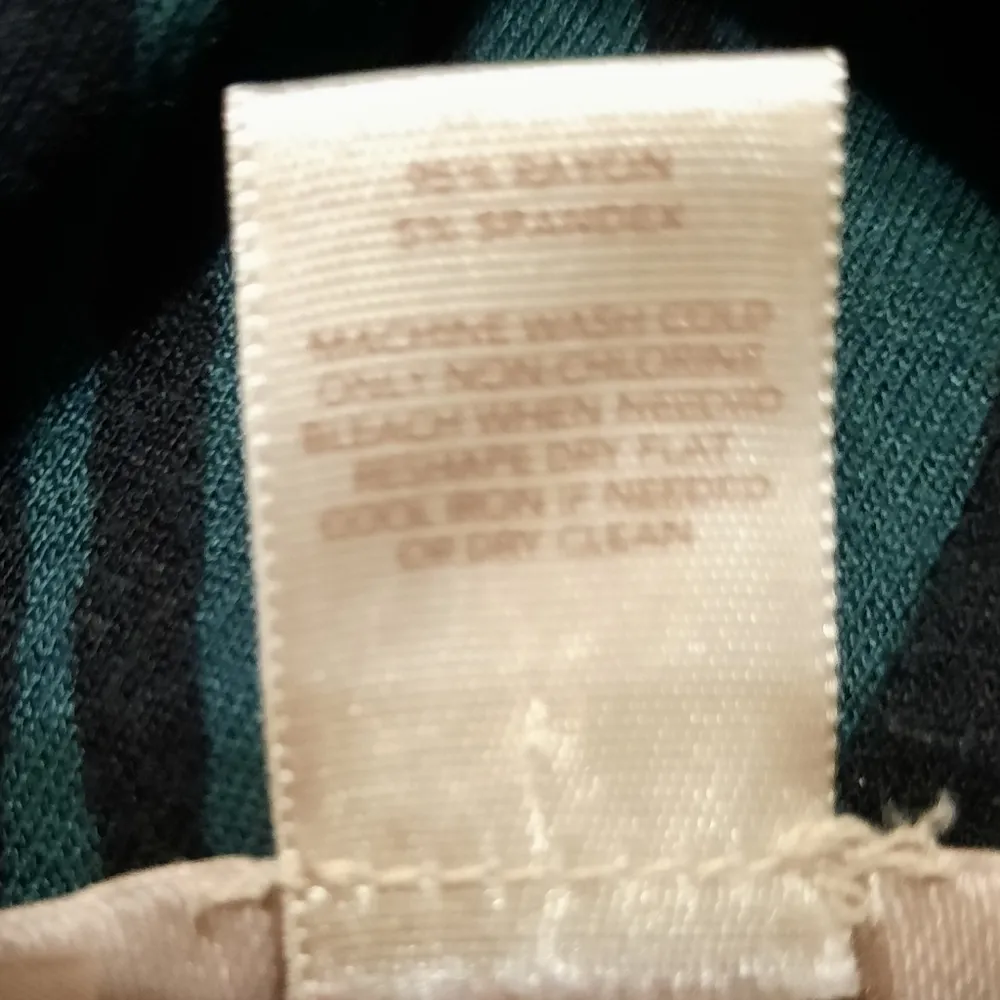 95% RAYON
5% SPANDEX
MACHINE WASH COLD
ONLY NON CHLORINE
BLEACH WHEN NEEDED
RESHAPE DRY FLAT
COOL IRON IF NEEDED
OR DRY CLEAN